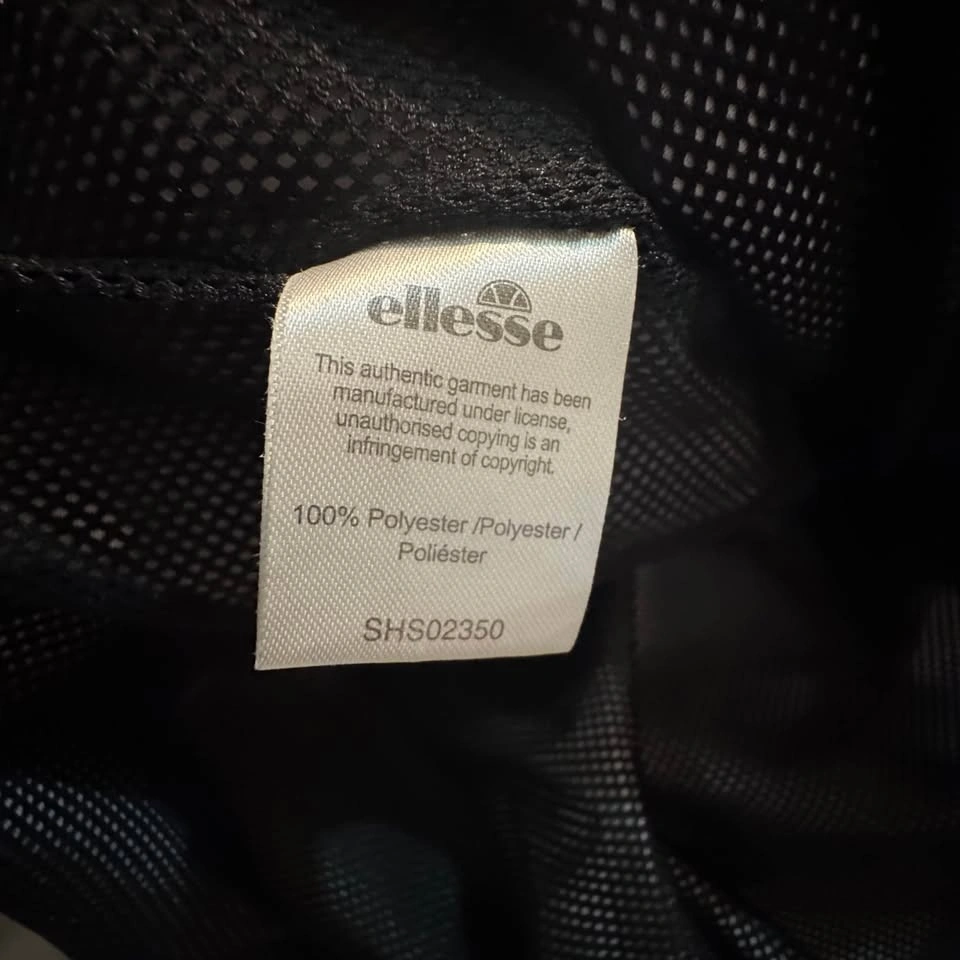 ellesse
This authentic garment has been
manufactured under license,
unauthorised copying is an
infringement of copyright.
100% Polyester /Polyester /
Poliéster
SHS02350